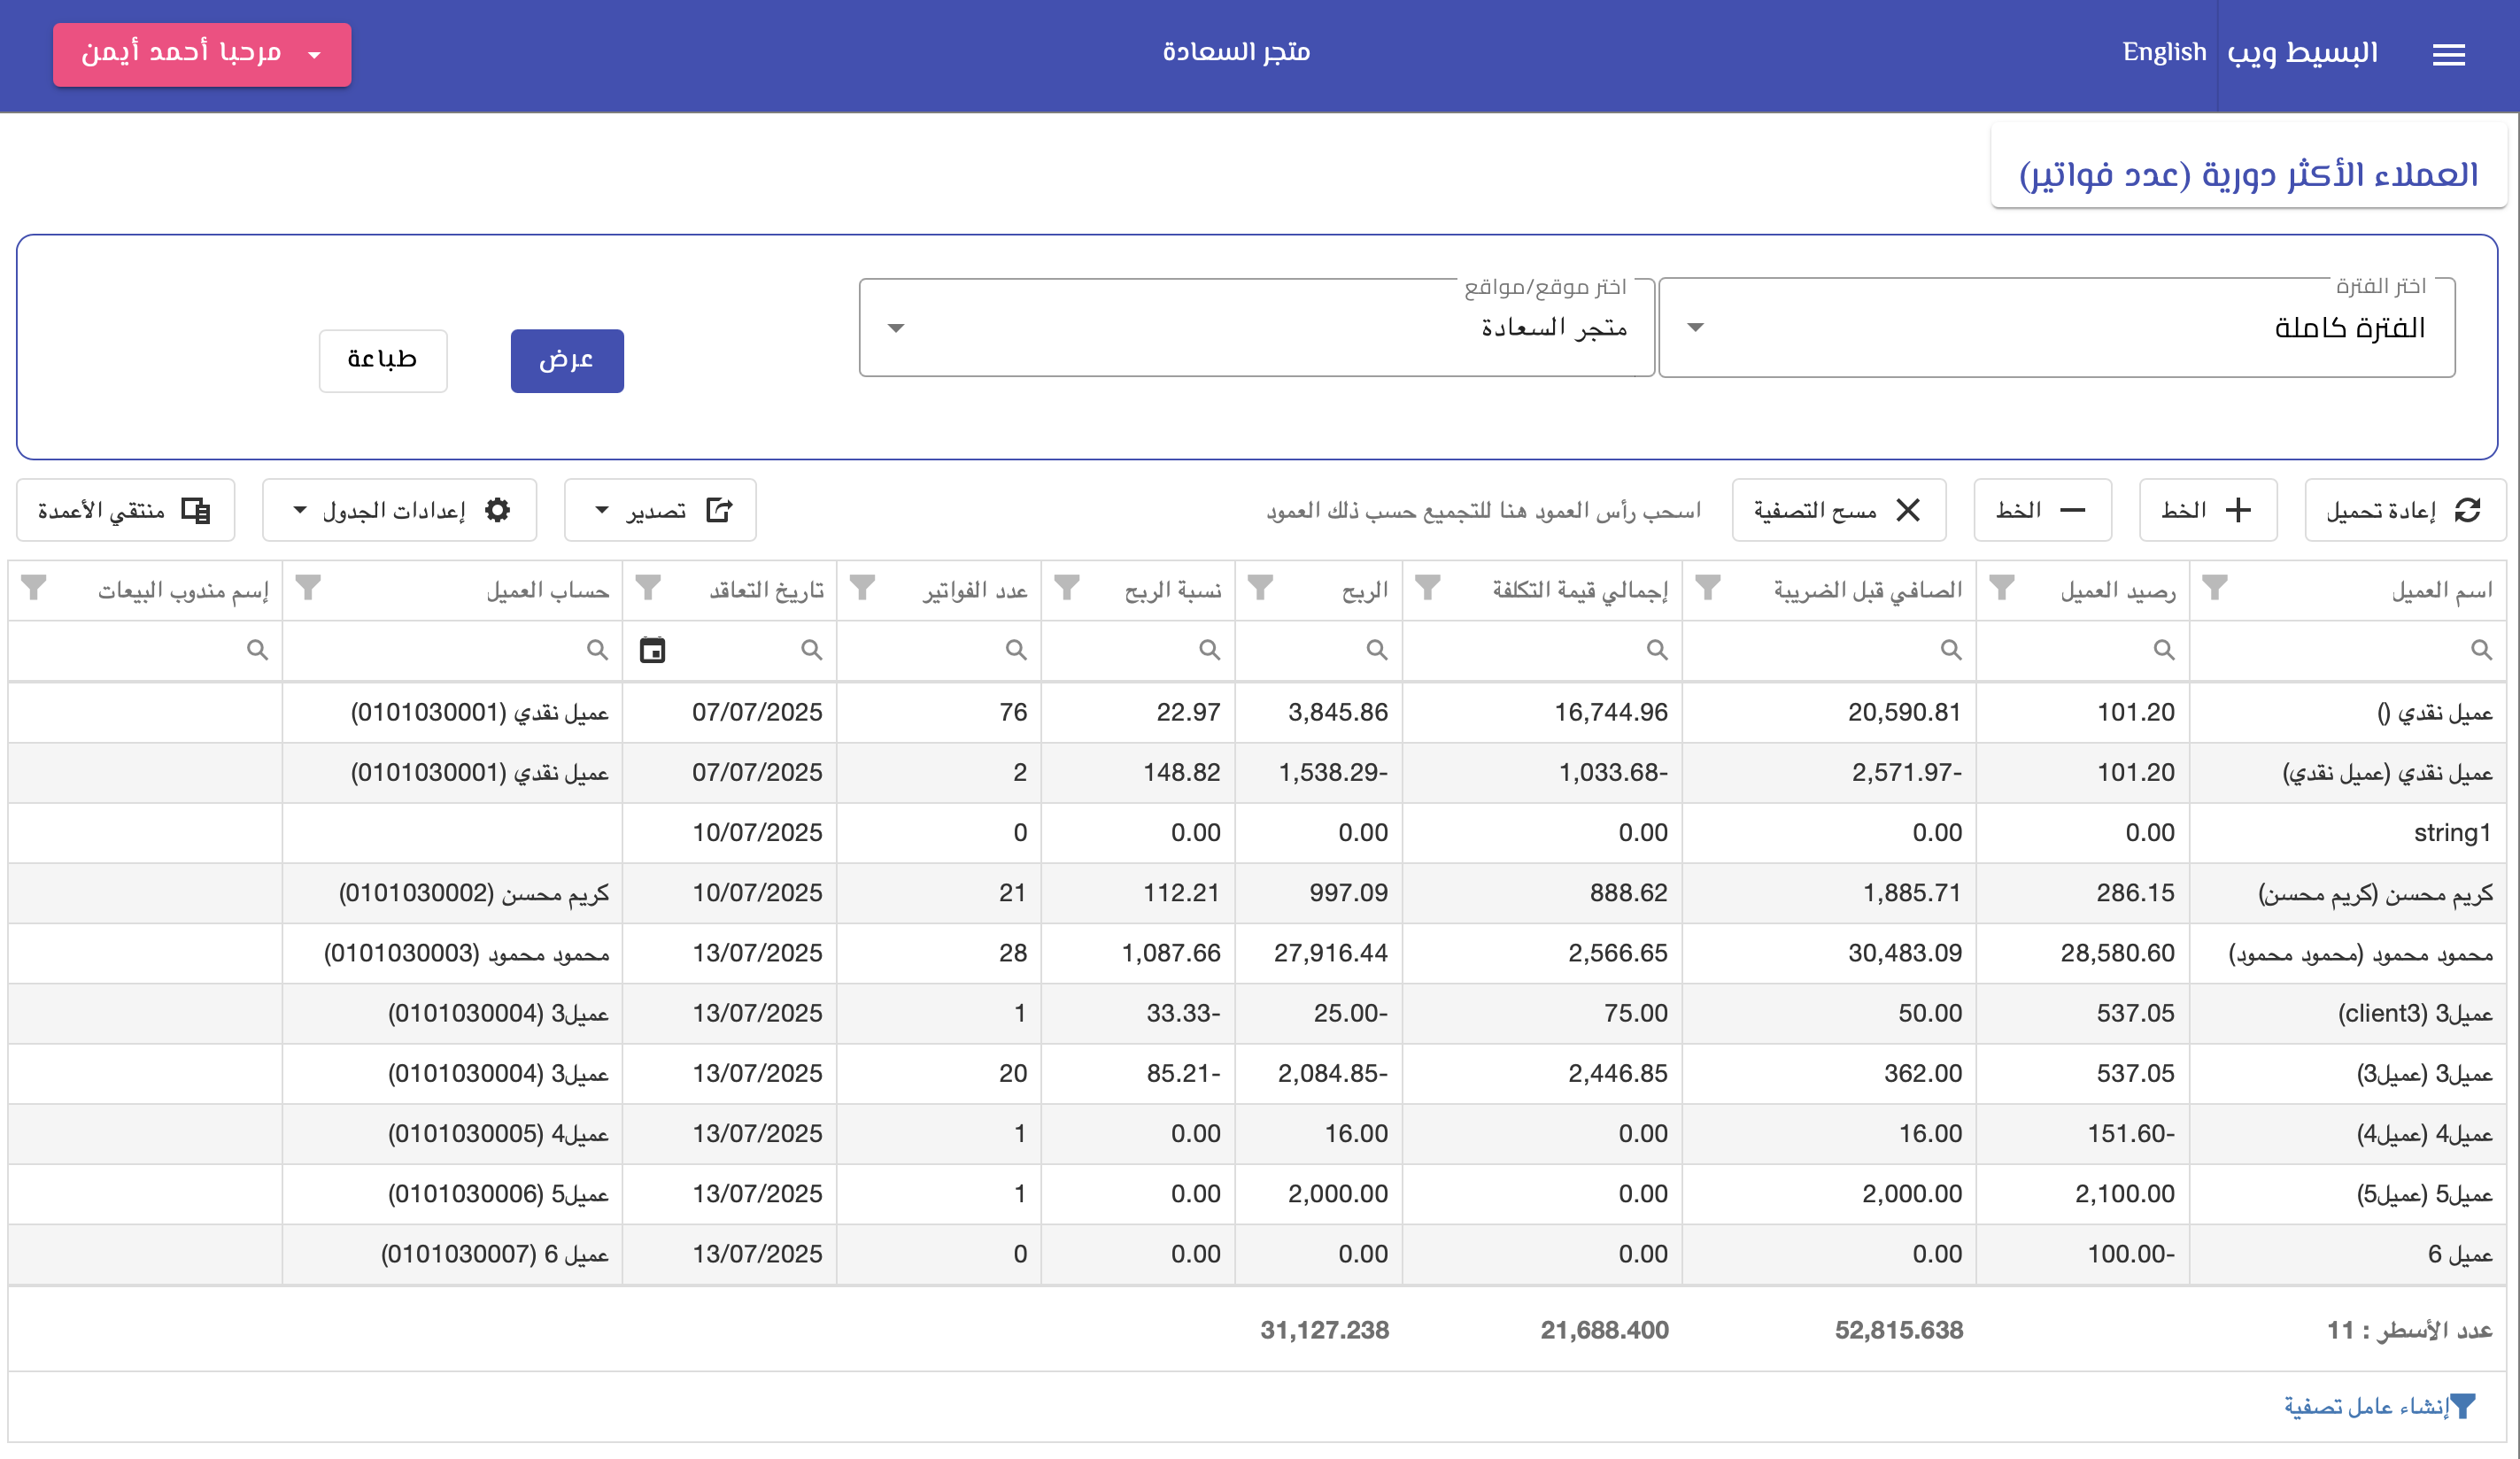 البسيط ويب English متجر السعادة مرحبا أحمد أيمن
العملاء الأكثر دورية (عدد فواتير)
اختر الفترة اختر موقع/مواقع
الفترة كاملة متجر السعادة عرض طباعة
إعادة تحميل الخط الخط مسح التصفية اسحب رأس العمود هنا للتجميع حسب ذلك العمود تصدير إعدادات الجدول منتقي الأعمدة
اسم العميل رصيد العميل الصافي قبل الضريبة إجمالي قيمة التكلفة الربح نسبة الربح عدد الفواتير تاريخ التعاقد حساب العميل إسم مندوب البيعات
عميل نقدي () 101.20 20,590.81 16,744.96 3,845.86 22.97 76 07/07/2025 عميل نقدي (0101030001)
عميل نقدي (عميل نقدي) 101.20 2,571.97- 1,033.68- 1,538.29- 148.82 2 07/07/2025 عميل نقدي (0101030001)
string1 0.00 0.00 0.00 0.00 0.00 0 10/07/2025
كريم محسن (كريم محسن) 286.15 1,885.71 888.62 997.09 112.21 21 10/07/2025 كريم محسن (0101030002)
محمود محمود (محمود محمود) 28,580.60 30,483.09 2,566.65 27,916.44 1,087.66 28 13/07/2025 محمود محمود (0101030003)
عميل3 (client3) 537.05 50.00 75.00 25.00- 33.33- 1 13/07/2025 عميل3 (0101030004)
عميل3 (عميل3) 537.05 362.00 2,446.85 2,084.85- 85.21- 20 13/07/2025 عميل3 (0101030004)
عميل4 (عميل4) 151.60- 16.00 0.00 16.00 0.00 1 13/07/2025 عميل4 (0101030005)
عميل5 (عميل5) 2,100.00 2,000.00 0.00 2,000.00 0.00 1 13/07/2025 عميل5 (0101030006)
عميل 6 100.00- 0.00 0.00 0.00 0.00 0 13/07/2025 عميل 6 (0101030007)
عدد الأسطر : 11 52,815.638 21,688.400 31,127.238
إنشاء عامل تصفية